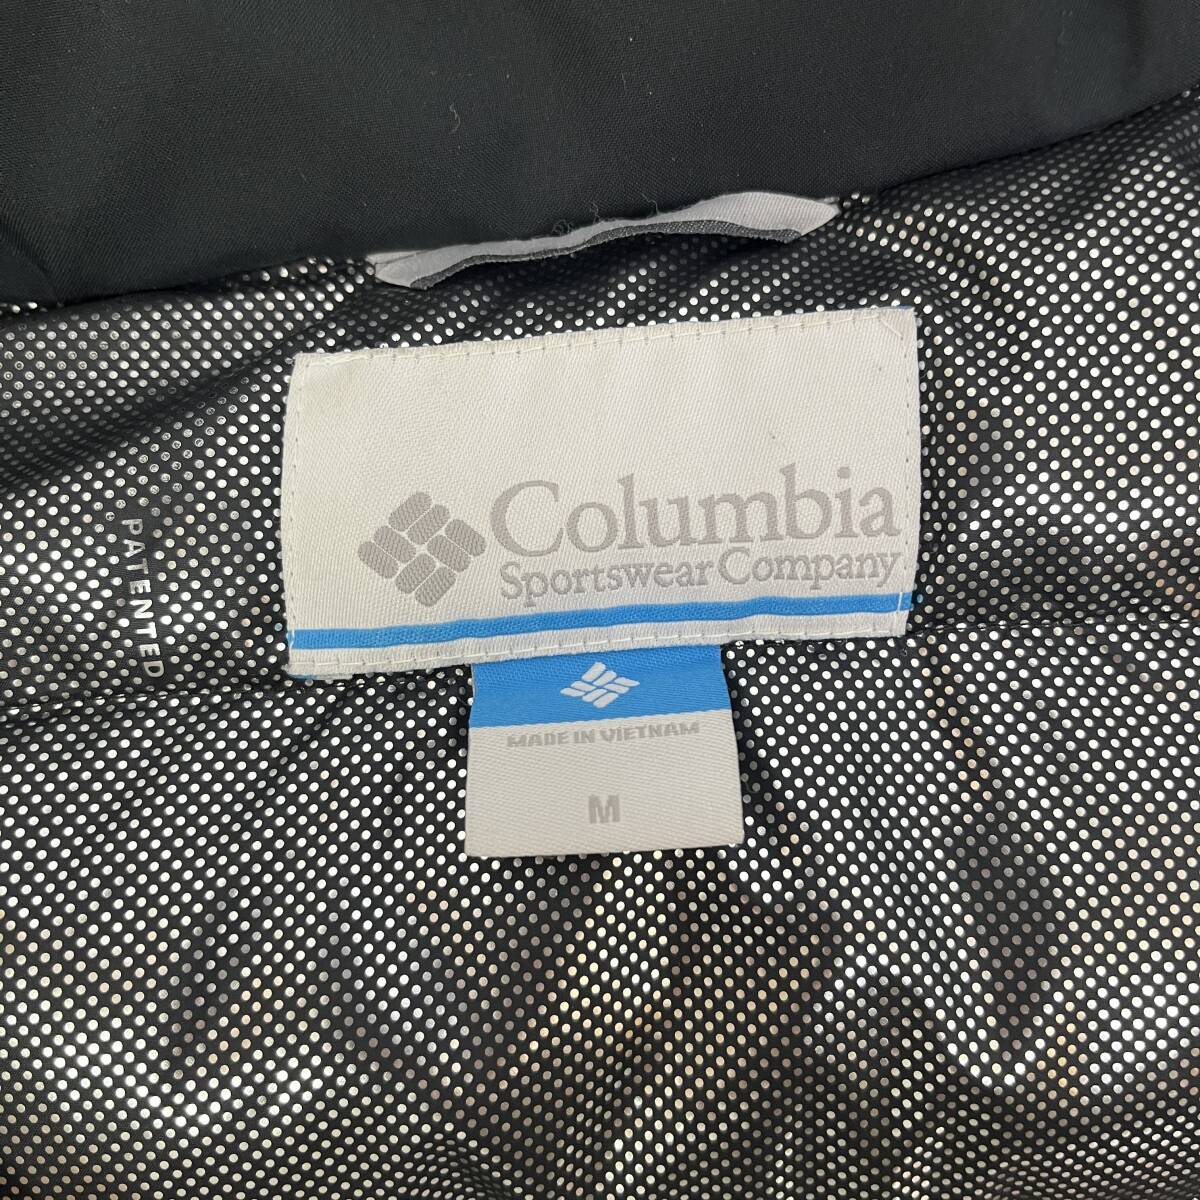 Columbia
Sportswear Company
PATENTED
MADE IN VIETNAM
M